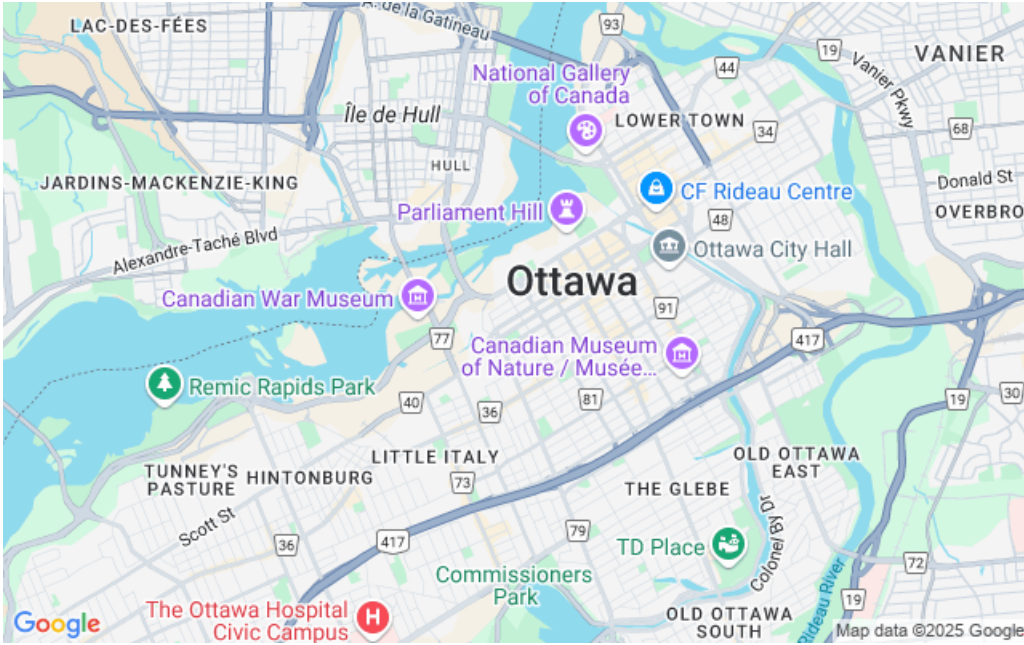 LAC-DES-FÉES
A. de la Gatineau
93
19
VANIER
44
Vanier Pkwy
National Gallery
of Canada
Île de Hull
LOWER TOWN
34
68
HULL
JARDINS-MACKENZIE-KING
CF Rideau Centre
Donald St
Parliament Hill
48
OVERBRO
Alexandre-Taché Blvd
Ottawa City Hall
Ottawa
Canadian War Museum
91
77
417
Canadian Museum
of Nature / Musée...
Remic Rapids Park
40
36
81
19
30
LITTLE ITALY
TUNNEY'S
PASTURE
HINTONBURG
73
OLD OTTAWA
EAST
THE GLEBE
Scott St
36
417
79
TD Place
Colonel By Dr
72
Commissioners
Park
Rideau River
19
The Ottawa Hospital
Civic Campus
OLD OTTAWA
SOUTH
Google
Map data ©2025 Google